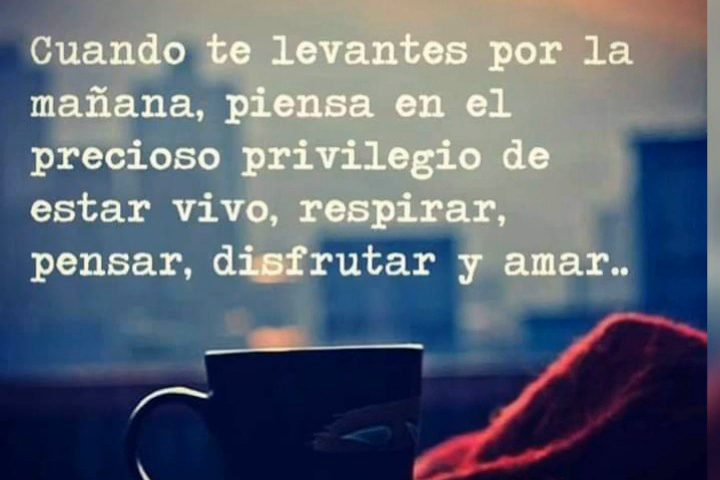 Cuando te levantes por la
mañana, piensa en el
precioso privilegio de
estar vivo, respirar,
pensar, disfrutar y amar..